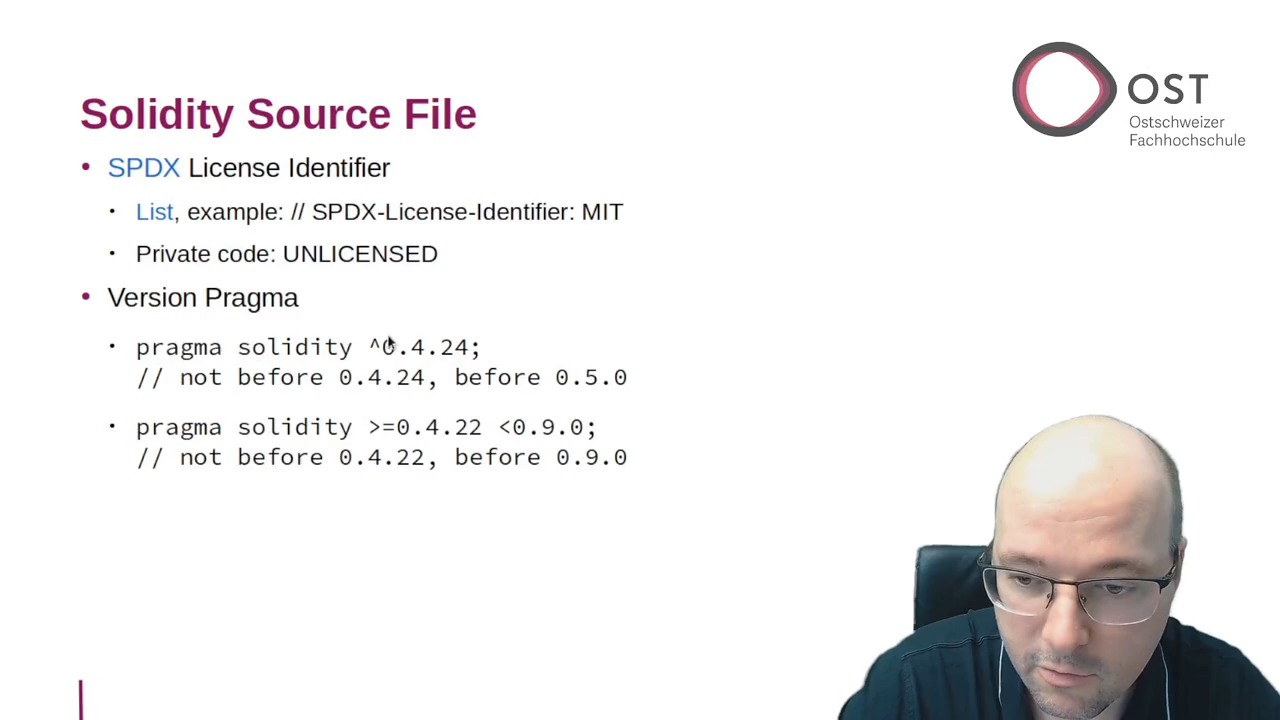 OST
Ostschweizer
Fachhochschule
Solidity Source File
• SPDX License Identifier
• List, example: // SPDX-License-Identifier: MIT
• Private code: UNLICENSED
• Version Pragma
• pragma solidity ^0.4.24;
// not before 0.4.24, before 0.5.0
• pragma solidity >=0.4.22 <0.9.0;
// not before 0.4.22, before 0.9.0